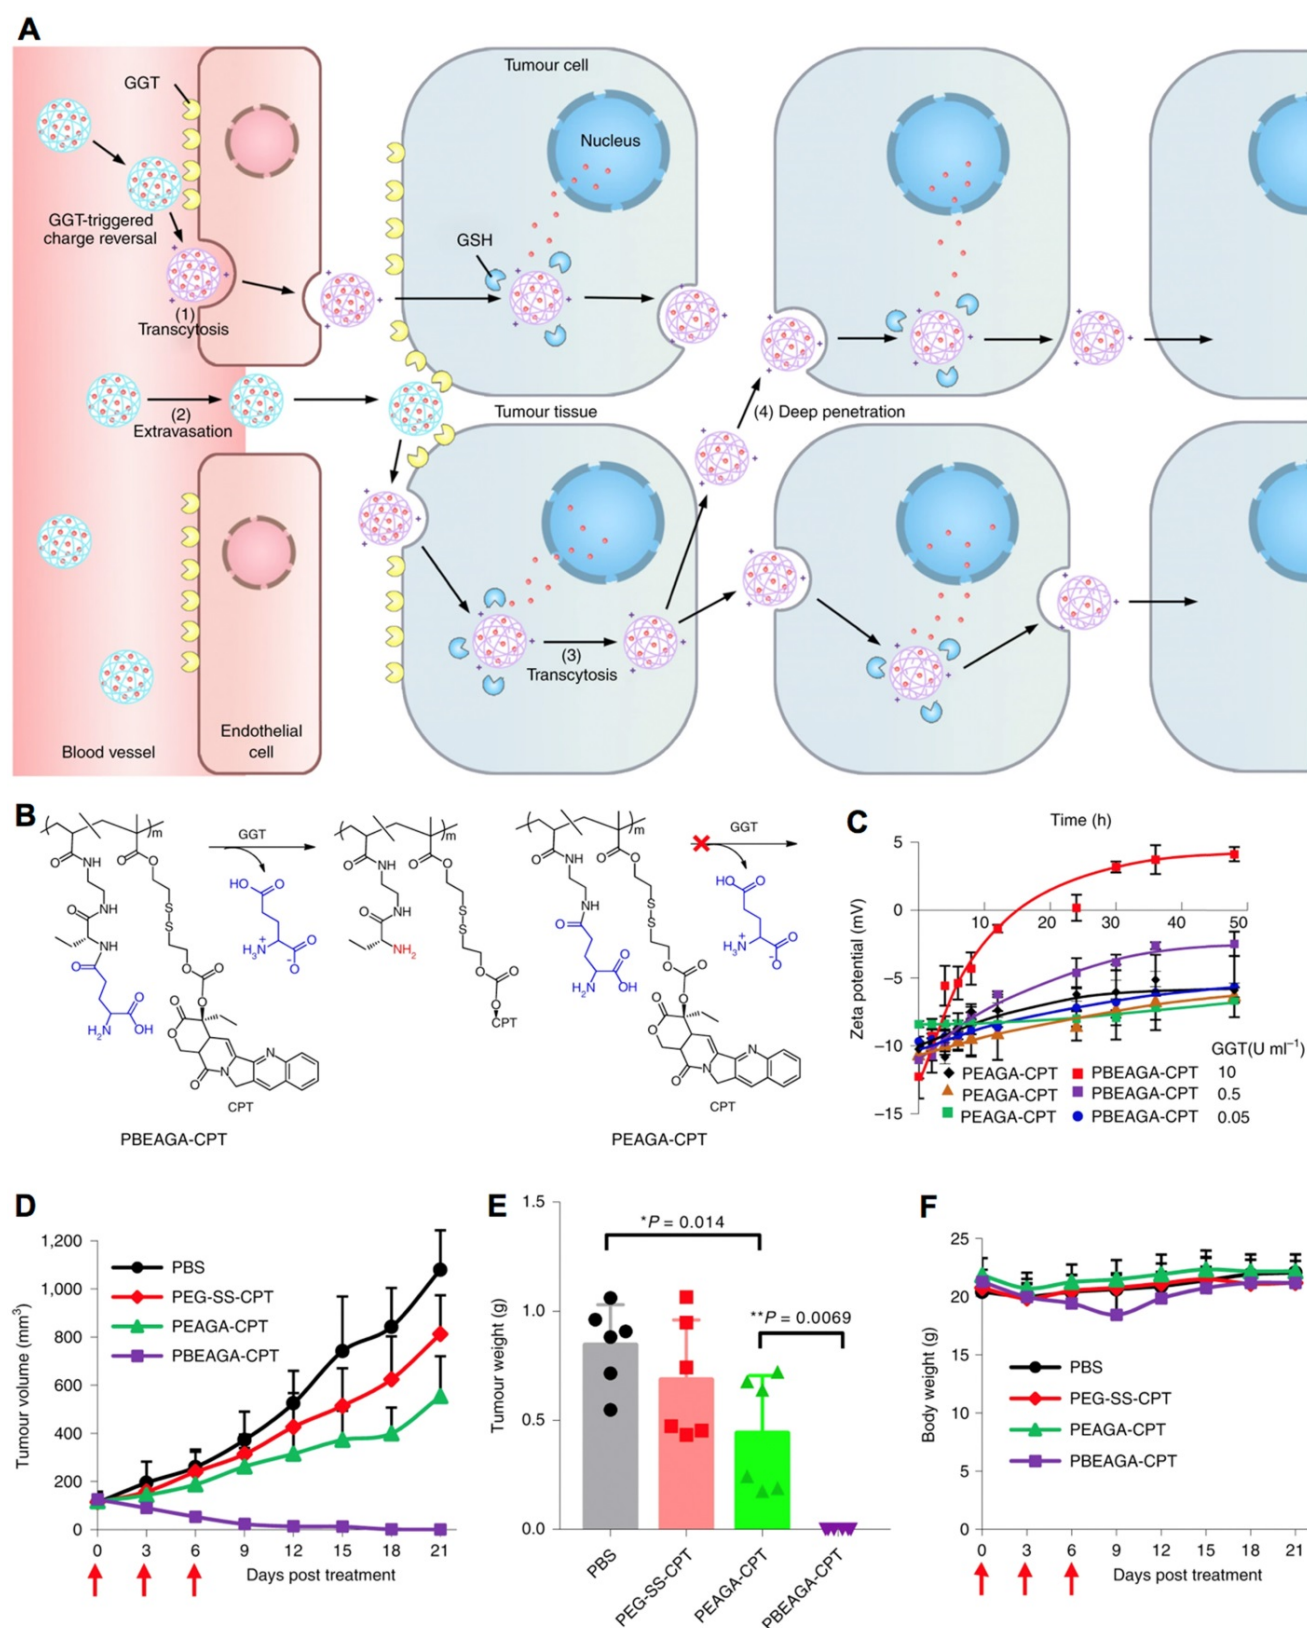 A
GGT
Tumour cell
Nucleus
GGT-triggered
charge reversal
GSH
(1)
Transcytosis
(2)
Extravasation
Tumour tissue
(4) Deep penetration
(3)
Transcytosis
Blood vessel
Endothelial
cell
B
m
GGT
O
O
O
NH
HO
O
NH
H₃N⁺
O
O⁻
S
S
NH₂
CPT
CPT
PBEAGA-CPT
GGT
CPT
PEAGA-CPT
C
Time (h)
5
0
10 20 30 40 50
−5
−10
−15
Zeta potential (mV)
GGT(U ml⁻¹)
PEAGA-CPT PBEAGA-CPT 10
PEAGA-CPT PBEAGA-CPT 0.5
PEAGA-CPT PBEAGA-CPT 0.05
D
1,200
1,000
800
600
400
200
0
Tumour volume (mm³)
PBS
PEG-SS-CPT
PEAGA-CPT
PBEAGA-CPT
0 3 6 9 12 15 18 21
Days post treatment
E
1.5
1.0
0.5
0.0
Tumour weight (g)
*P = 0.014
**P = 0.0069
PBS
PEG-SS-CPT
PEAGA-CPT
PBEAGA-CPT
F
25
20
15
10
5
0
Body weight (g)
PBS
PEG-SS-CPT
PEAGA-CPT
PBEAGA-CPT
0 3 6 9 12 15 18 21
Days post treatment